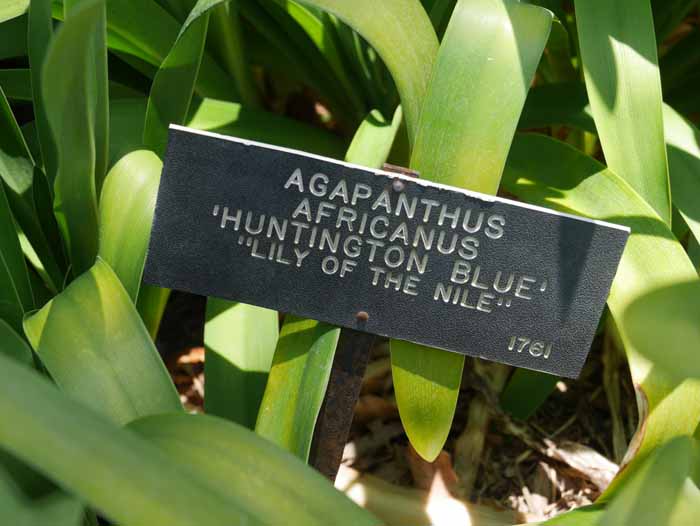 AGAPANTHUS
AFRICANUS
'HUNTINGTON BLUE'
"LILY OF THE NILE"
1761